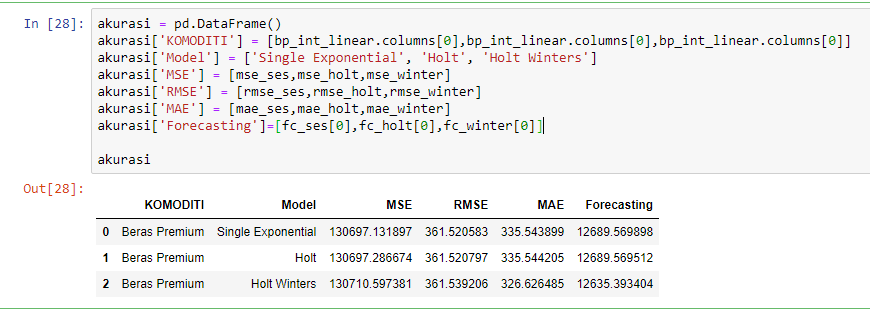 In [28]: akurasi = pd.DataFrame()
akurasi['KOMODITI'] = [bp_int_linear.columns[0],bp_int_linear.columns[0],bp_int_linear.columns[0]]
akurasi['Model'] = ['Single Exponential', 'Holt', 'Holt Winters']
akurasi['MSE'] = [mse_ses,mse_holt,mse_winter]
akurasi['RMSE'] = [rmse_ses,rmse_holt,rmse_winter]
akurasi['MAE'] = [mae_ses,mae_holt,mae_winter]
akurasi['Forecasting']=[fc_ses[0],fc_holt[0],fc_winter[0]]
akurasi
Out[28]:
KOMODITI Model MSE RMSE MAE Forecasting
0 Beras Premium Single Exponential 130697.131897 361.520583 335.543899 12689.569898
1 Beras Premium Holt 130697.286674 361.520797 335.544205 12689.569512
2 Beras Premium Holt Winters 130710.597381 361.539206 326.626485 12635.393404